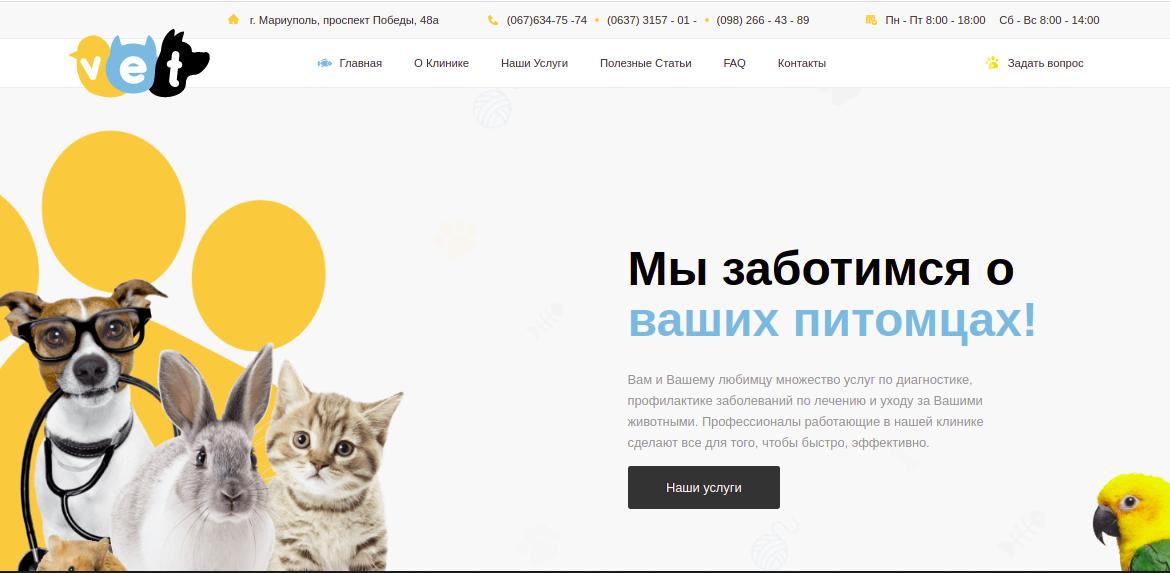 г. Мариуполь, проспект Победы, 48а (067)634-75 -74 • (0637) 3157 - 01 - • (098) 266 - 43 - 89 Пн - Пт 8:00 - 18:00 Сб - Вс 8:00 - 14:00
vet
Главная О Клинике Наши Услуги Полезные Статьи FAQ Контакты Задать вопрос
Мы заботимся о
ваших питомцах!
Вам и Вашему любимцу множество услуг по диагностике,
профилактике заболеваний по лечению и уходу за Вашими
животными. Профессионалы работающие в нашей клинике
сделают все для того, чтобы быстро, эффективно.
Наши услуги